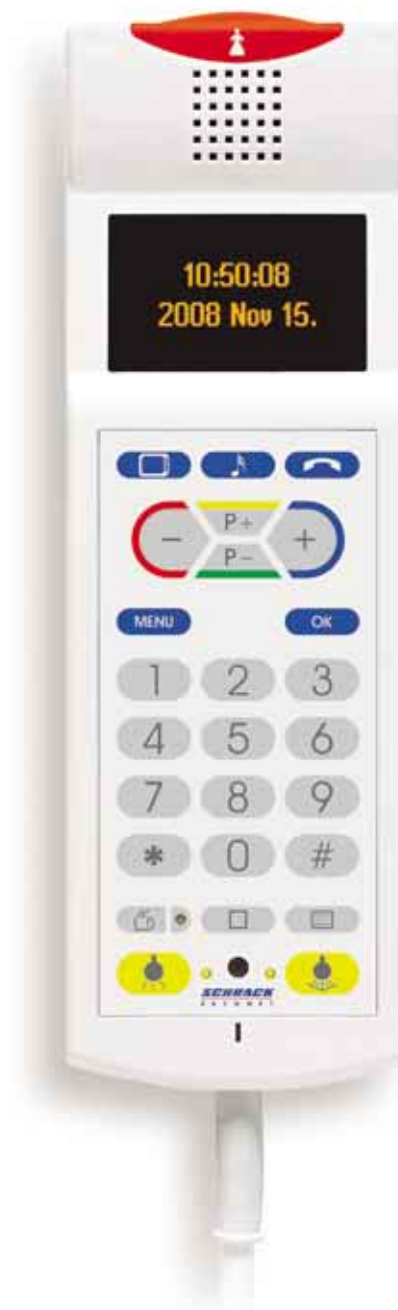 10:50:08
2008 Nov 15.
P+
- +
P-
MENU OK
1 2 3
4 5 6
7 8 9
* 0 #
SCHRACK
SECONET